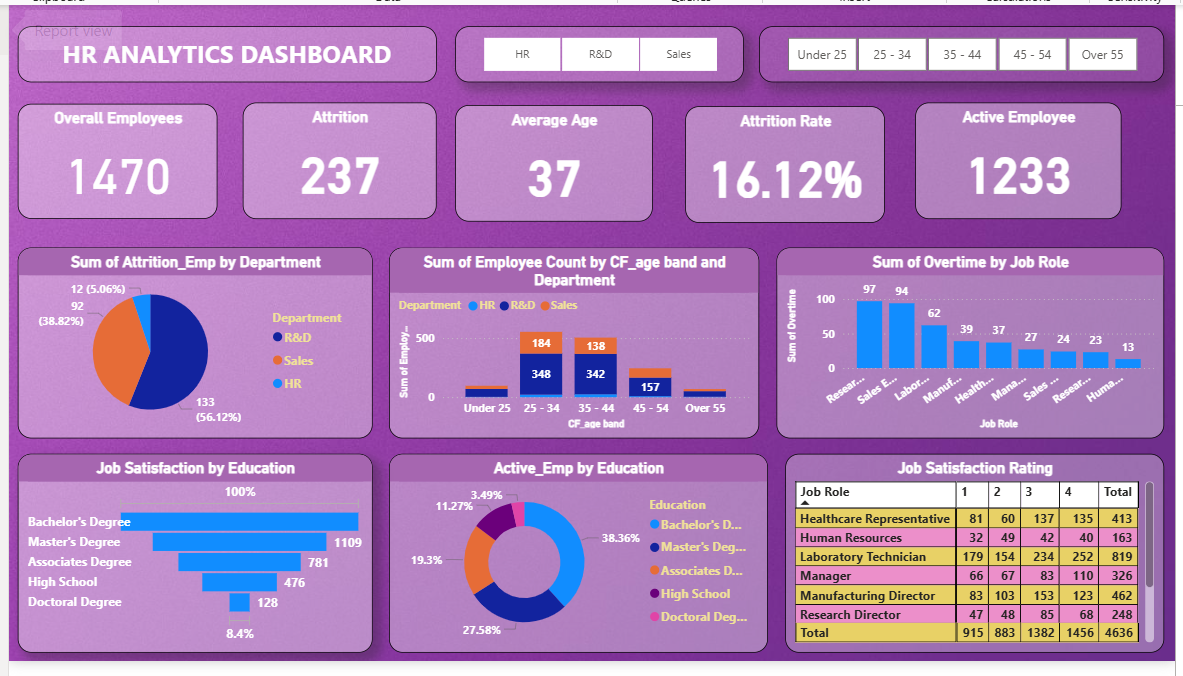 Report view
HR ANALYTICS DASHBOARD
HR
R&D
Sales
Under 25
25 - 34
35 - 44
45 - 54
Over 55
Overall Employees
1470
Attrition
237
Average Age
37
Attrition Rate
16.12%
Active Employee
1233
Sum of Attrition_Emp by Department
12 (5.06%)
92
(38.82%)
133
(56.12%)
Department
R&D
Sales
HR
Sum of Employee Count by CF_age band and
Department
Department HR R&D Sales
Sum of Employ...
500
0
184
348
138
342
157
Under 25
25 - 34
35 - 44
45 - 54
Over 55
CF_age band
Sum of Overtime by Job Role
Sum of Overtime
100
50
0
97
94
62
39
37
27
24
23
13
Resear...
Sales E...
Labor...
Manuf...
Health...
Mana...
Sales ...
Resear...
Huma...
Job Role
Job Satisfaction by Education
100%
Bachelor's Degree
Master's Degree 1109
Associates Degree 781
High School 476
Doctoral Degree 128
8.4%
Active_Emp by Education
3.49%
11.27%
38.36%
19.3%
27.58%
Education
Bachelor's D...
Master's Deg...
Associates D...
High School
Doctoral Deg...
Job Satisfaction Rating
Job Role 1 2 3 4 Total
Healthcare Representative 81 60 137 135 413
Human Resources 32 49 42 40 163
Laboratory Technician 179 154 234 252 819
Manager 66 67 83 110 326
Manufacturing Director 83 103 153 123 462
Research Director 47 48 85 68 248
Total 915 883 1382 1456 4636